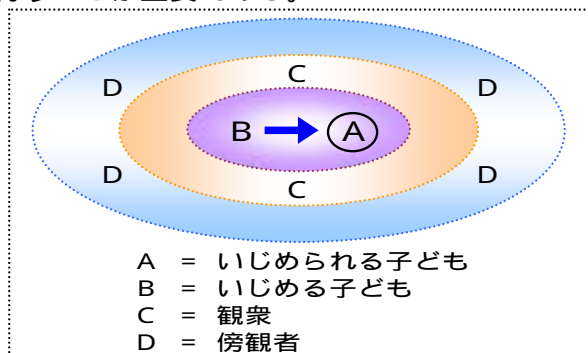 D C D
B A
D C D
A = いじめられる子ども
B = いじめる子ども
C = 観衆
D = 傍観者